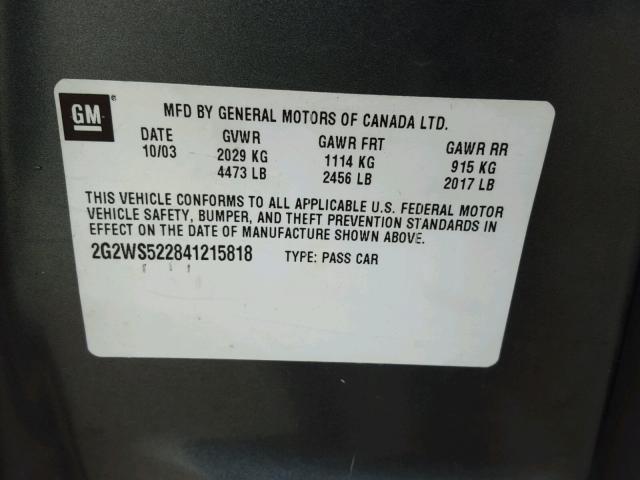 GM ®
MFD BY GENERAL MOTORS OF CANADA LTD.
DATE GVWR GAWR FRT GAWR RR
10/03 2029 KG 1114 KG 915 KG
4473 LB 2456 LB 2017 LB
THIS VEHICLE CONFORMS TO ALL APPLICABLE U.S. FEDERAL MOTOR
VEHICLE SAFETY, BUMPER, AND THEFT PREVENTION STANDARDS IN
EFFECT ON THE DATE OF MANUFACTURE SHOWN ABOVE.
2G2WS522841215818 TYPE: PASS CAR